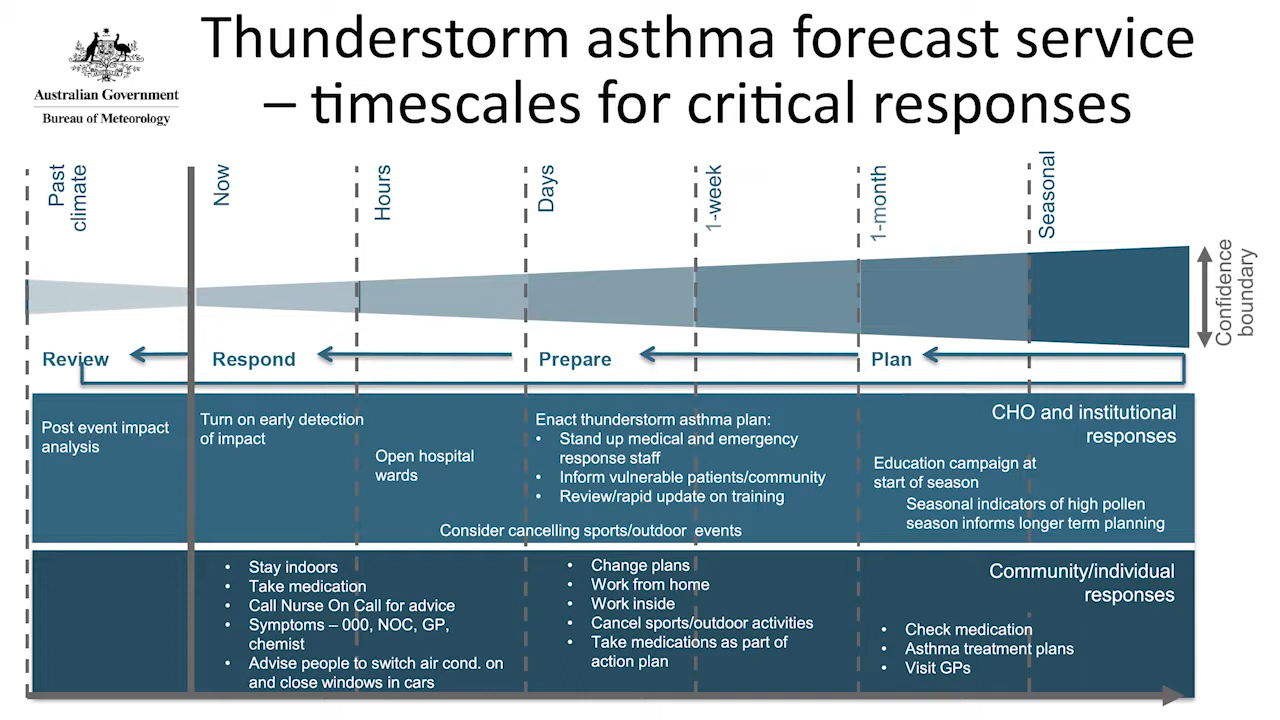 Thunderstorm asthma forecast service
– timescales for critical responses
Australian Government
Bureau of Meteorology
Past
climate
Now
Hours
Days
1-week
1-month
Seasonal
Confidence
boundary
Review
Respond
Prepare
Plan
CHO and institutional
responses
Post event impact
analysis
Turn on early detection
of impact
Open hospital
wards
Enact thunderstorm asthma plan:
• Stand up medical and emergency
response staff
• Inform vulnerable patients/community
• Review/rapid update on training
Consider cancelling sports/outdoor events
Education campaign at
start of season
Seasonal indicators of high pollen
season informs longer term planning
Community/individual
responses
• Stay indoors
• Take medication
• Call Nurse On Call for advice
• Symptoms – 000, NOC, GP,
chemist
• Advise people to switch air cond. on
and close windows in cars
• Change plans
• Work from home
• Work inside
• Cancel sports/outdoor activities
• Take medications as part of
action plan
• Check medication
• Asthma treatment plans
• Visit GPs